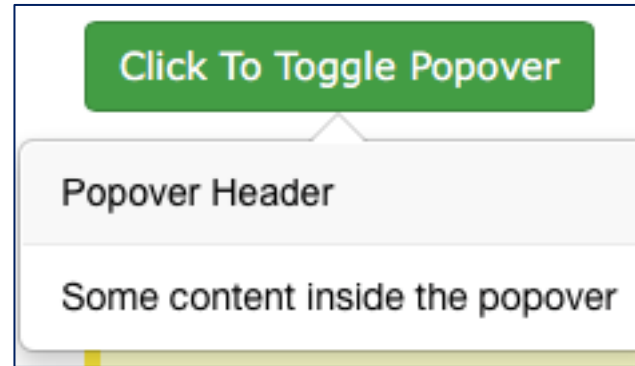 Click To Toggle Popover
Popover Header
Some content inside the popover